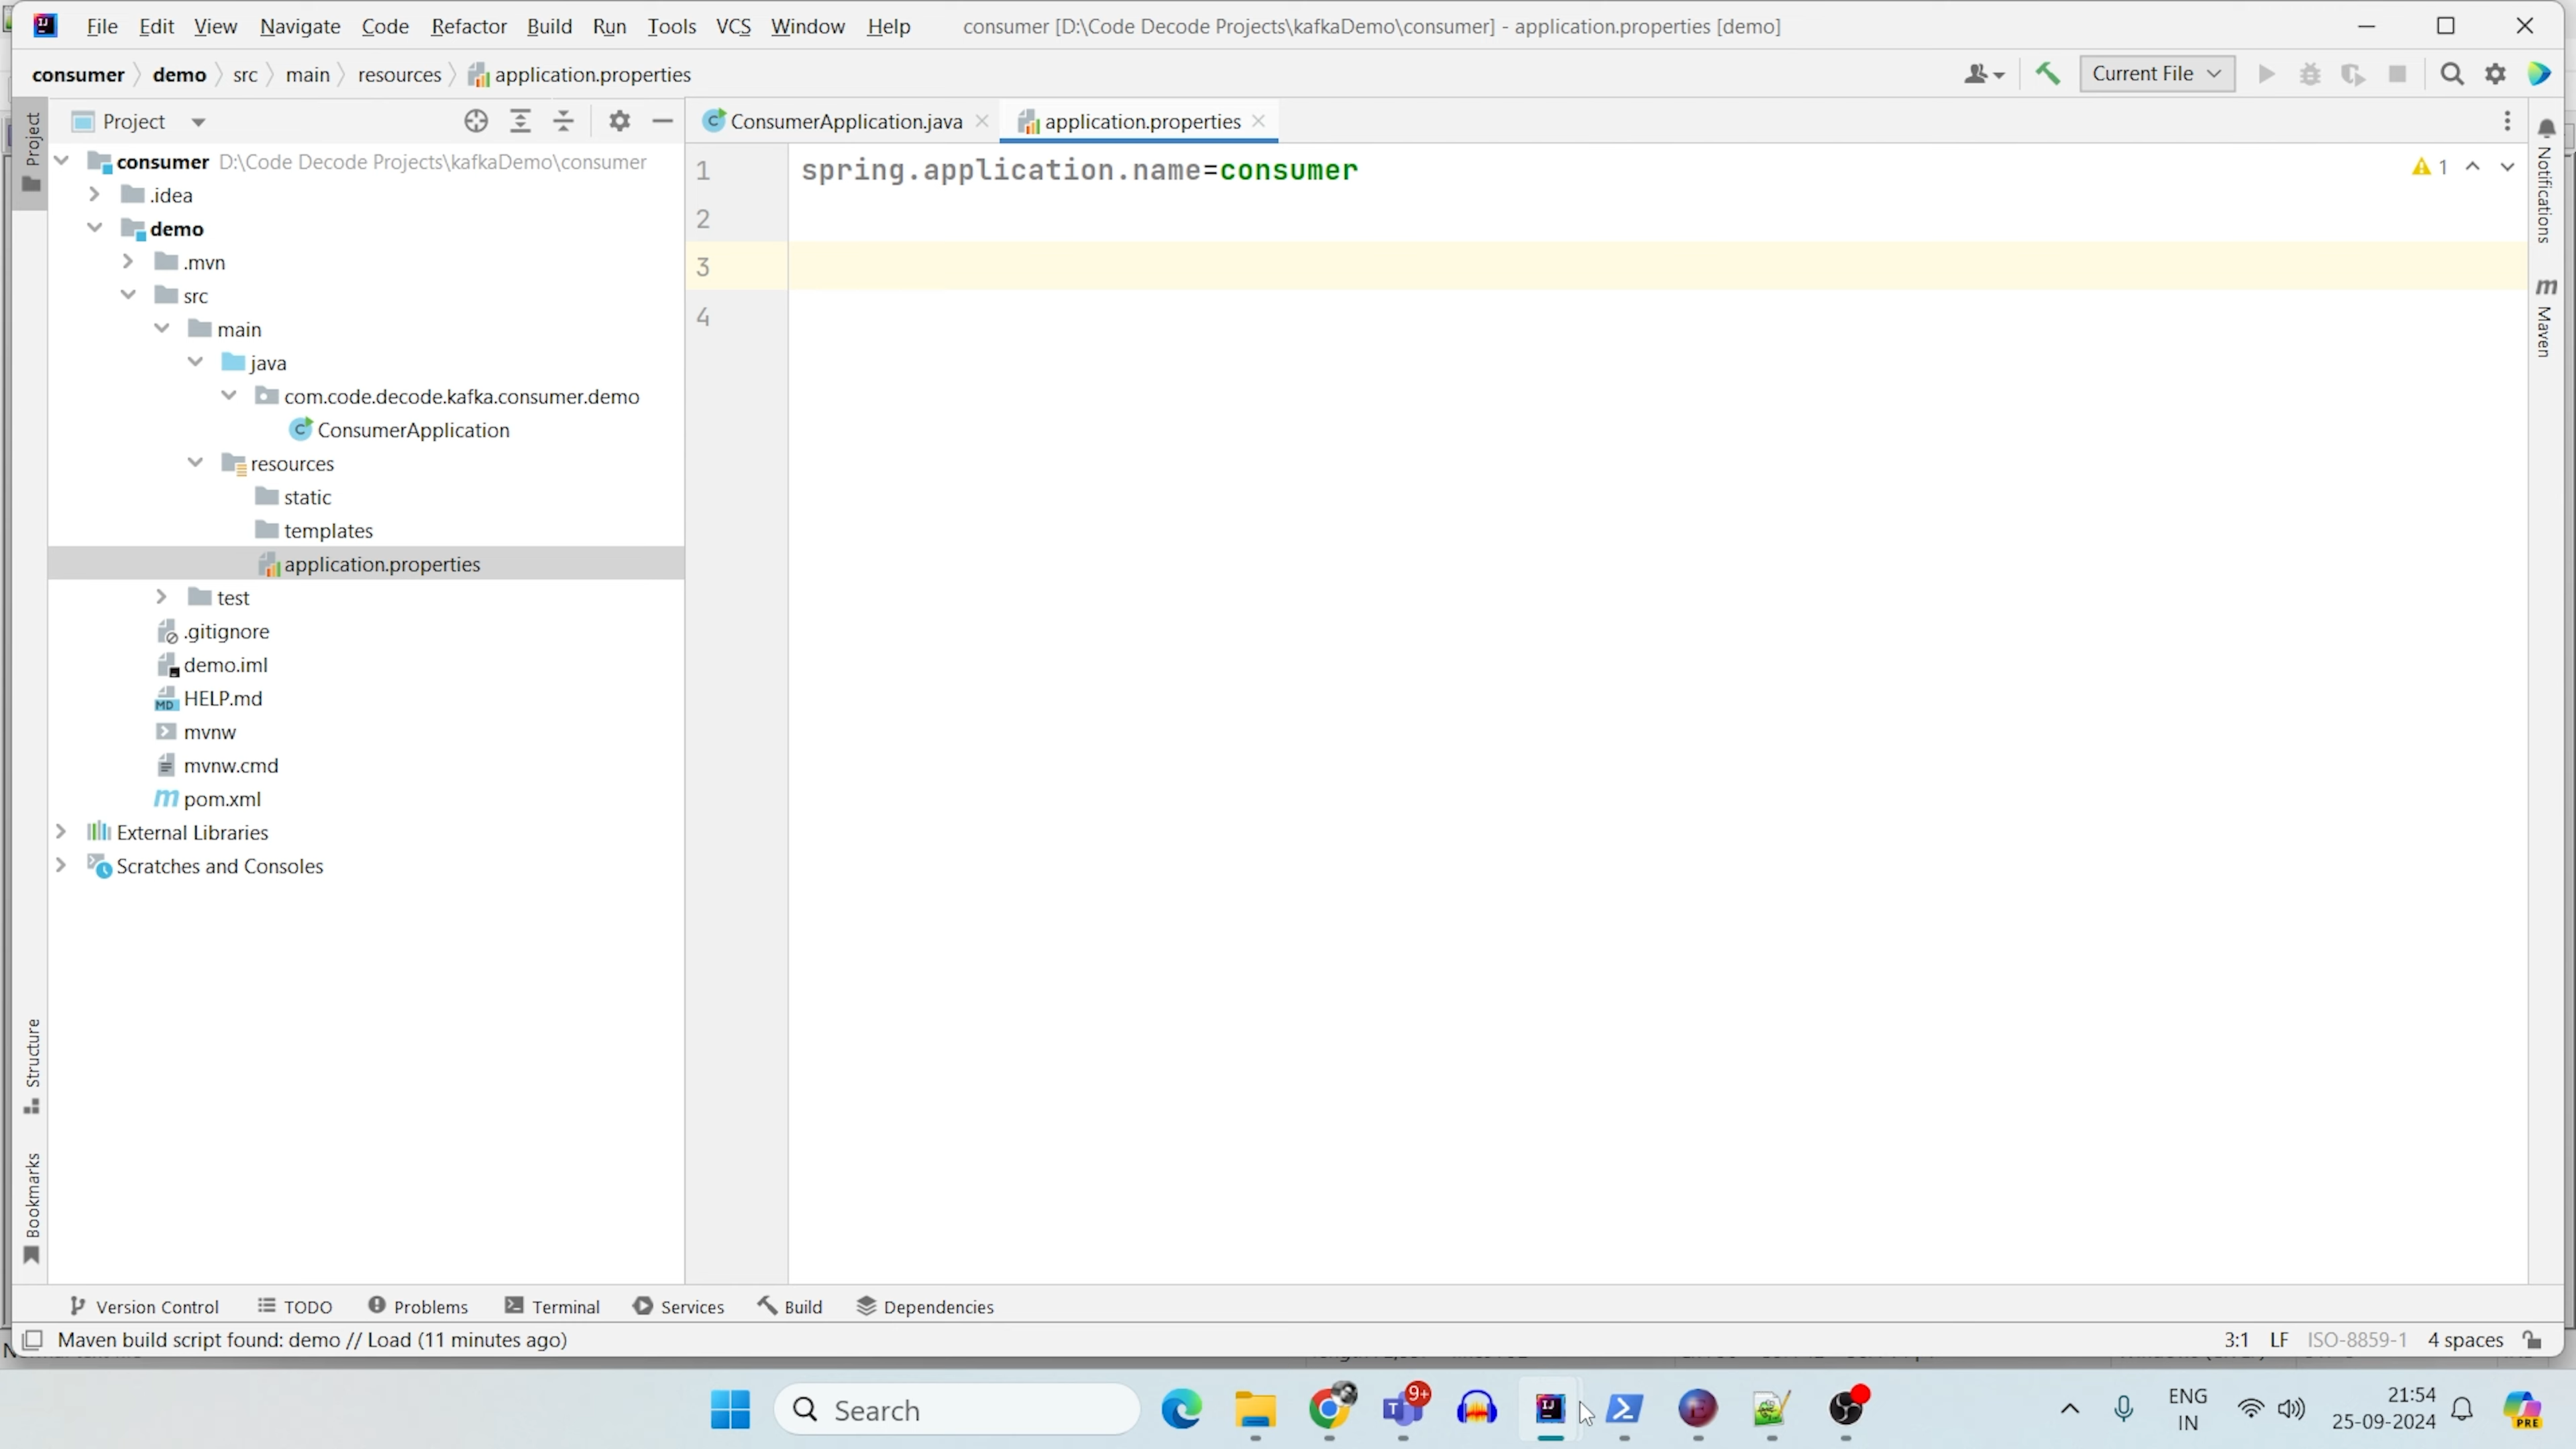 File Edit View Navigate Code Refactor Build Run Tools VCS Window Help consumer [D:\Code Decode Projects\kafkaDemo\consumer] - application.properties [demo]
consumer demo src main resources application.properties
Current File
Project
Project
ConsumerApplication.java
application.properties
consumer D:\Code Decode Projects\kafkaDemo\consumer
.idea
demo
.mvn
src
main
java
com.code.decode.kafka.consumer.demo
ConsumerApplication
resources
static
templates
application.properties
test
.gitignore
demo.iml
MD HELP.md
mvnw
mvnw.cmd
m pom.xml
External Libraries
Scratches and Consoles
1 spring.application.name=consumer
2
3
4
1
Notifications
m Maven
Structure
Bookmarks
Version Control TODO Problems Terminal Services Build Dependencies
Maven build script found: demo // Load (11 minutes ago)
3:1 LF ISO-8859-1 4 spaces
Search
9+
ENG
IN
21:54
25-09-2024
PRE